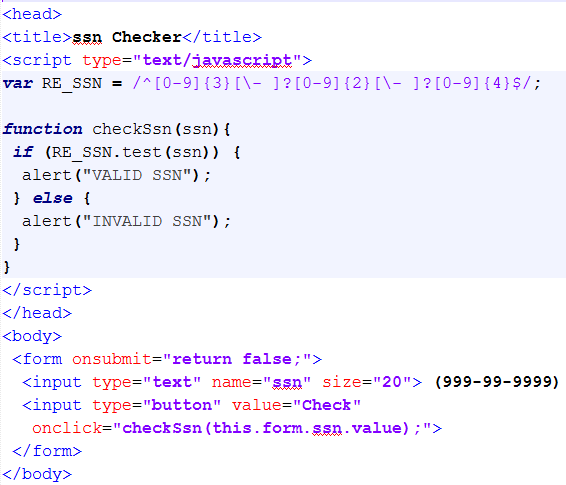 <head>
<title>ssn Checker</title>
<script type="text/javascript">
var RE_SSN = /^[0-9]{3}[\- ]?[0-9]{2}[\- ]?[0-9]{4}$/;
function checkSsn(ssn){
if (RE_SSN.test(ssn)) {
alert("VALID SSN");
} else {
alert("INVALID SSN");
}
}
</script>
</head>
<body>
<form onsubmit="return false;">
<input type="text" name="ssn" size="20"> (999-99-9999)
<input type="button" value="Check"
onclick="checkSsn(this.form.ssn.value);">
</form>
</body>